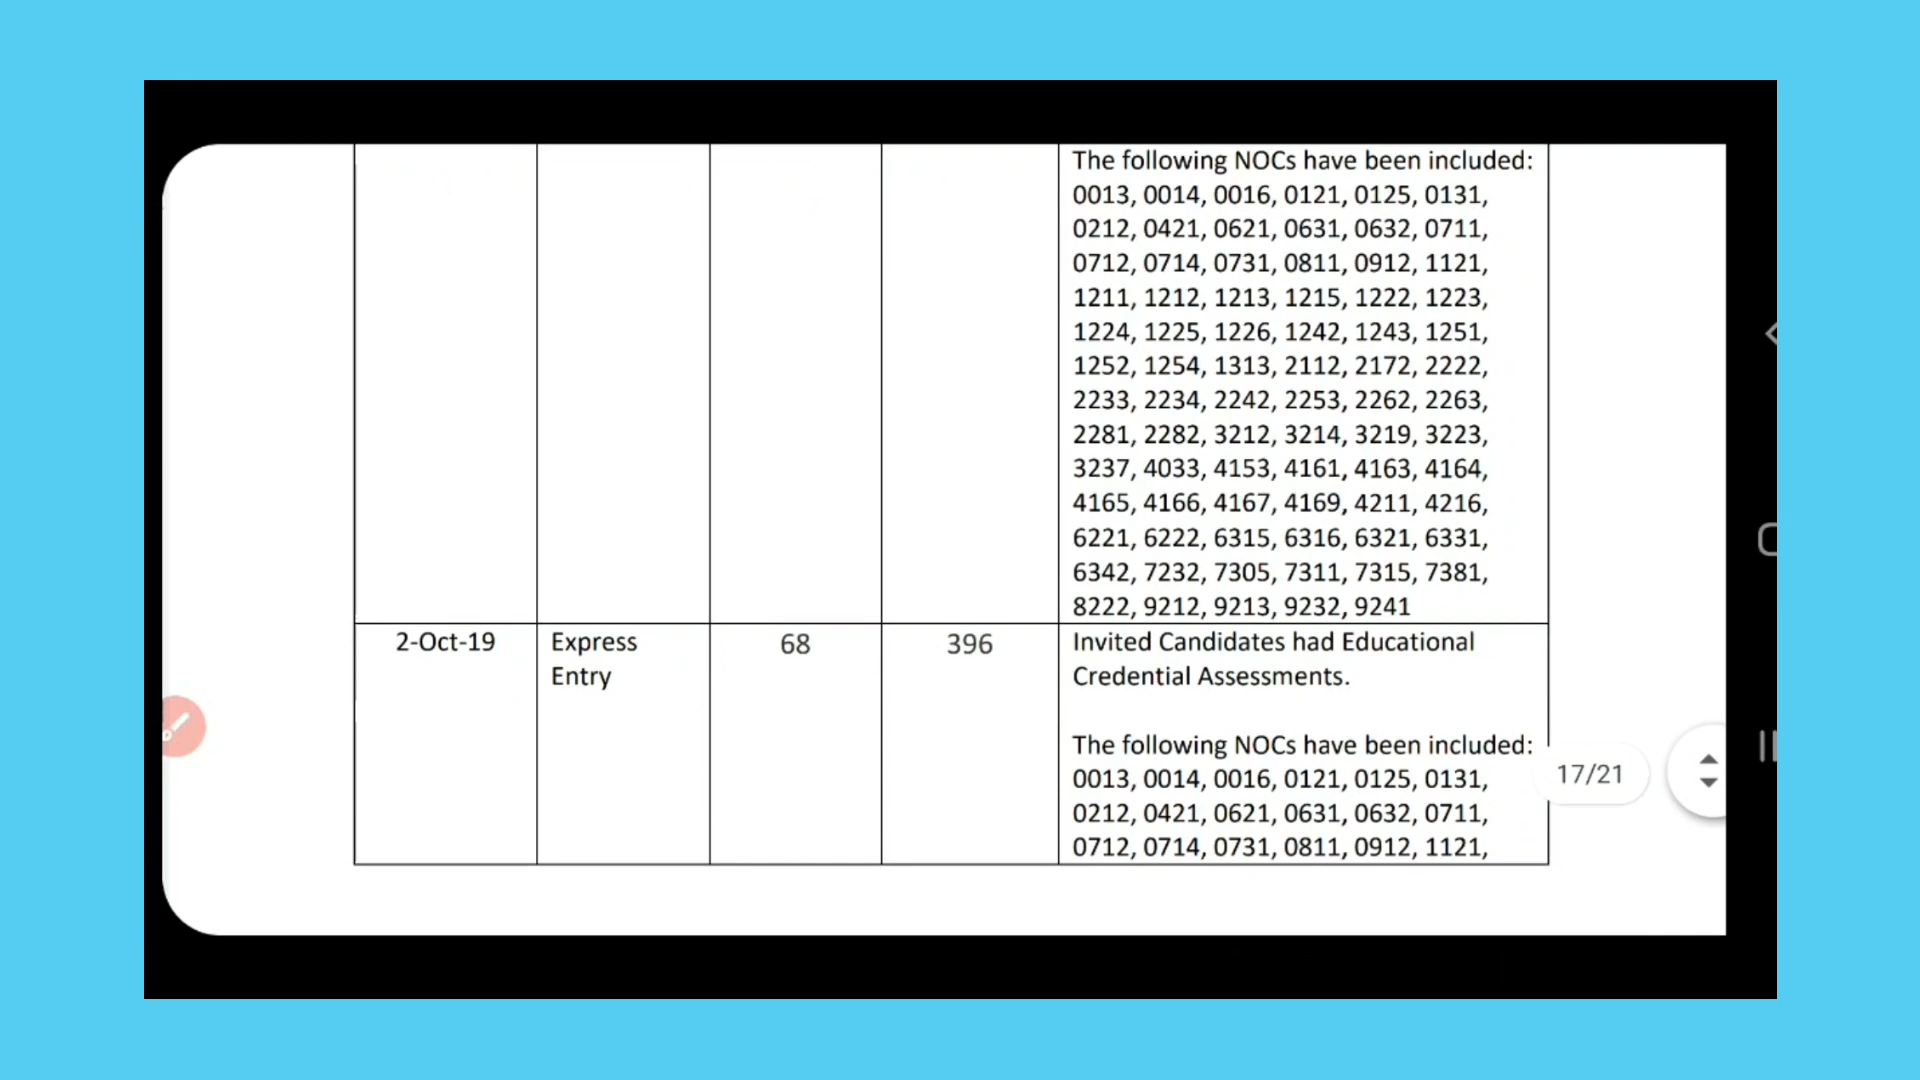 The following NOCs have been included:
0013, 0014, 0016, 0121, 0125, 0131,
0212, 0421, 0621, 0631, 0632, 0711,
0712, 0714, 0731, 0811, 0912, 1121,
1211, 1212, 1213, 1215, 1222, 1223,
1224, 1225, 1226, 1242, 1243, 1251,
1252, 1254, 1313, 2112, 2172, 2222,
2233, 2234, 2242, 2253, 2262, 2263,
2281, 2282, 3212, 3214, 3219, 3223,
3237, 4033, 4153, 4161, 4163, 4164,
4165, 4166, 4167, 4169, 4211, 4216,
6221, 6222, 6315, 6316, 6321, 6331,
6342, 7232, 7305, 7311, 7315, 7381,
8222, 9212, 9213, 9232, 9241
2-Oct-19
Express
Entry
68
396
Invited Candidates had Educational
Credential Assessments.
The following NOCs have been included:
0013, 0014, 0016, 0121, 0125, 0131,
0212, 0421, 0621, 0631, 0632, 0711,
0712, 0714, 0731, 0811, 0912, 1121,
17/21